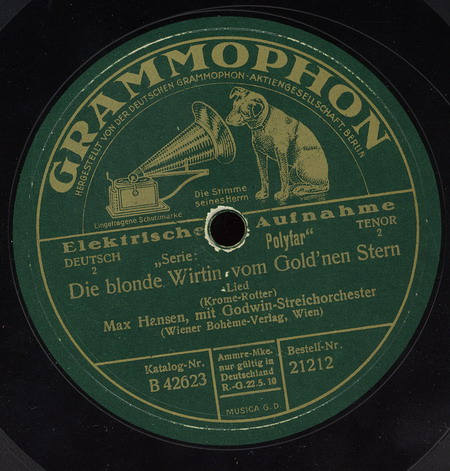 GRAMMOPHON
HERGESTELLT VON DER DEUTSCHEN GRAMMOPHON-AKTIENGESELLSCHAFT, BERLIN
Die Stimme
seines Herrn
Eingetragene Schutzmarke
Elektrische Aufnahme
DEUTSCH
2
"Serie: Polyfar"
TENOR
2
Die blonde Wirtin vom Gold'nen Stern
Lied
(Krome-Rotter)
Max Hansen, mit Godwin-Streichorchester
(Wiener Bohème-Verlag, Wien)
Katalog-Nr.
B 42623
Ammre-Mke.
nur gültig in
Deutschland
R.-G. 22. 5. 10
Bestell-Nr.
21212
MUSICA G D